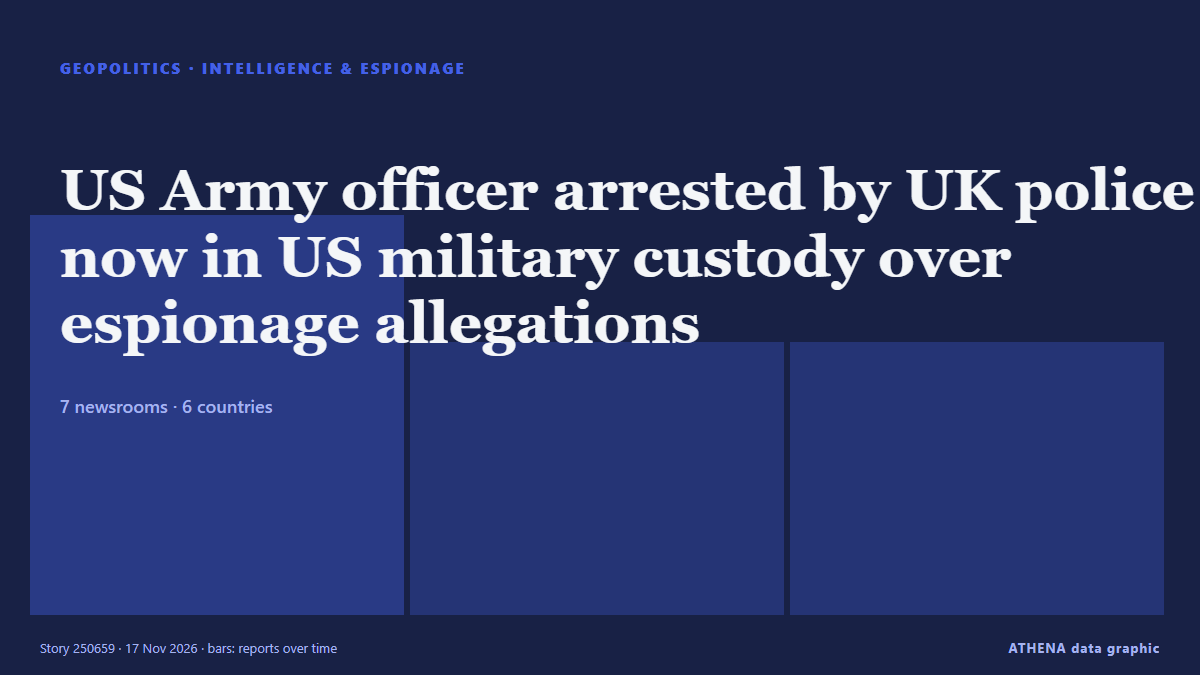 GEOPOLITICS · INTELLIGENCE & ESPIONAGE
US Army officer arrested by UK police
now in US military custody over
espionage allegations
7 newsrooms · 6 countries
Story 250659 · 17 Nov 2026 · bars: reports over time
ATHENA data graphic